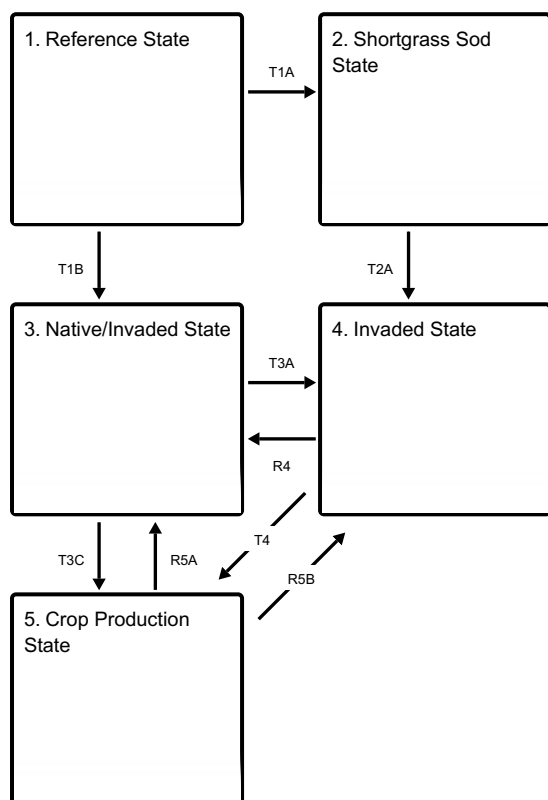 1. Reference State
2. Shortgrass Sod
State
T1A
T1B
T2A
3. Native/Invaded State
4. Invaded State
T3A
R4
T3C
R5A
T4
R5B
5. Crop Production
State